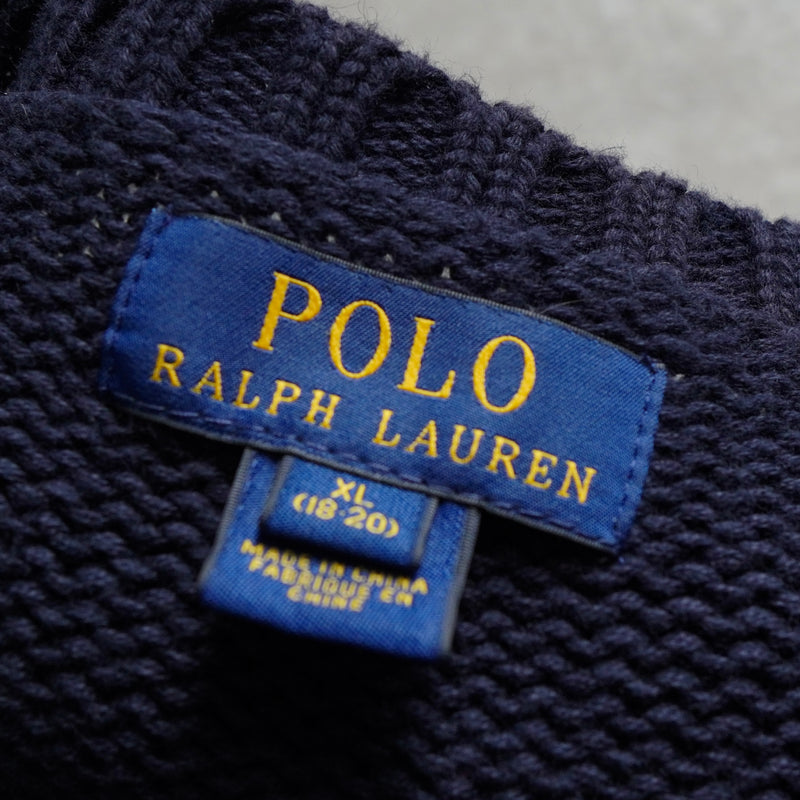 POLO
RALPH LAUREN
XL
(18-20)
MADE IN CHINA
FABRIQUE EN
CHINE